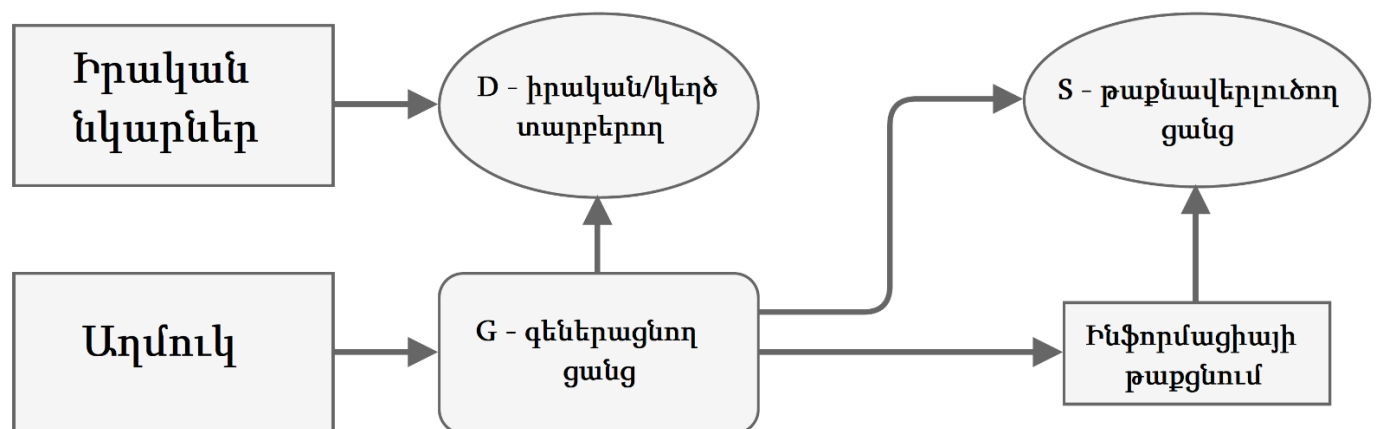 Իրական
նկարներ
D - իրական/կեղծ
տարբերող
S - թաքնավերլուծող
ցանց
Աղմուկ
G - գեներացնող
ցանց
Ինֆորմացիայի
թաքցնում